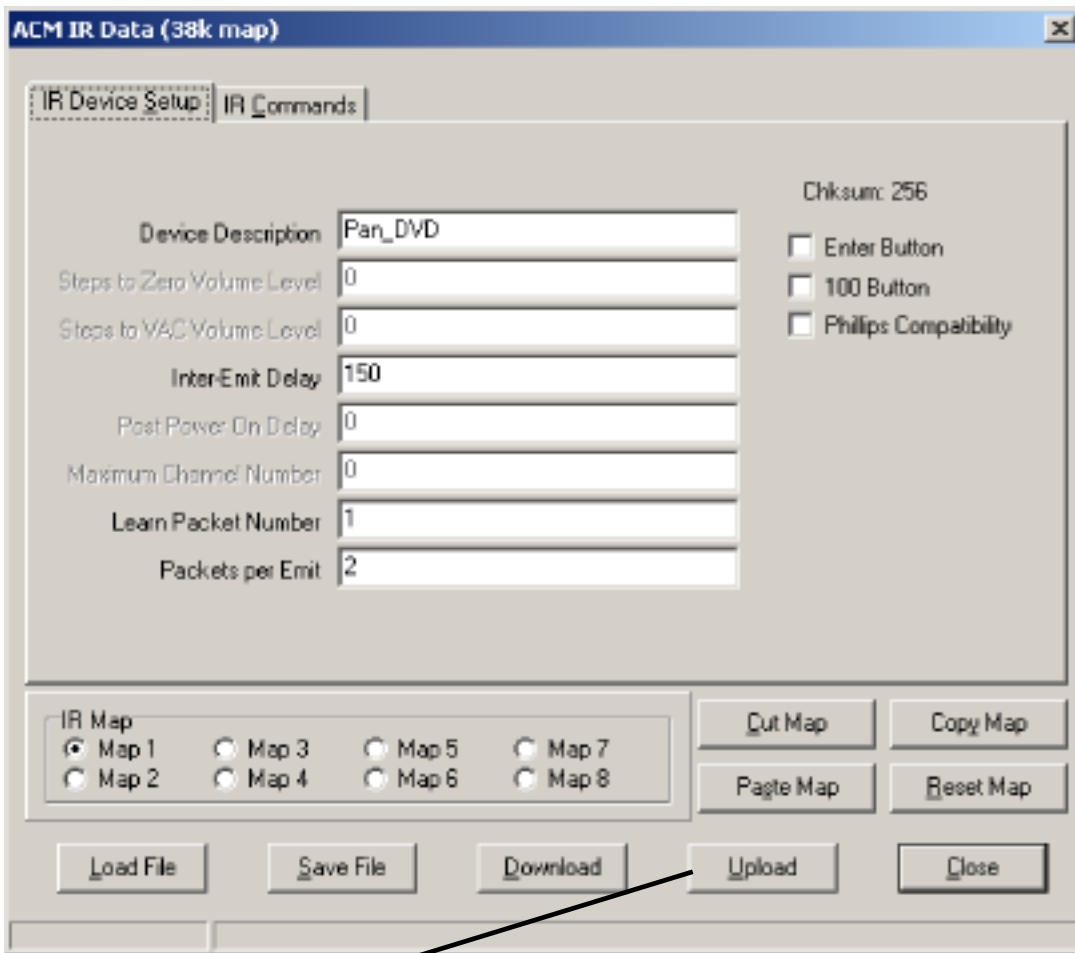 ACM IR Data (38k map)
IR Device Setup
IR Commands
Chksum: 256
Device Description
Pan_DVD
Enter Button
Steps to Zero Volume Level
0
100 Button
Steps to VAC Volume Level
0
Phillips Compatibility
Inter-Emit Delay
150
Post Power On Delay
0
Maximum Channel Number
0
Learn Packet Number
1
Packets per Emit
2
IR Map
Map 1
Map 3
Map 5
Map 7
Map 2
Map 4
Map 6
Map 8
Cut Map
Copy Map
Paste Map
Reset Map
Load File
Save File
Download
Upload
Close